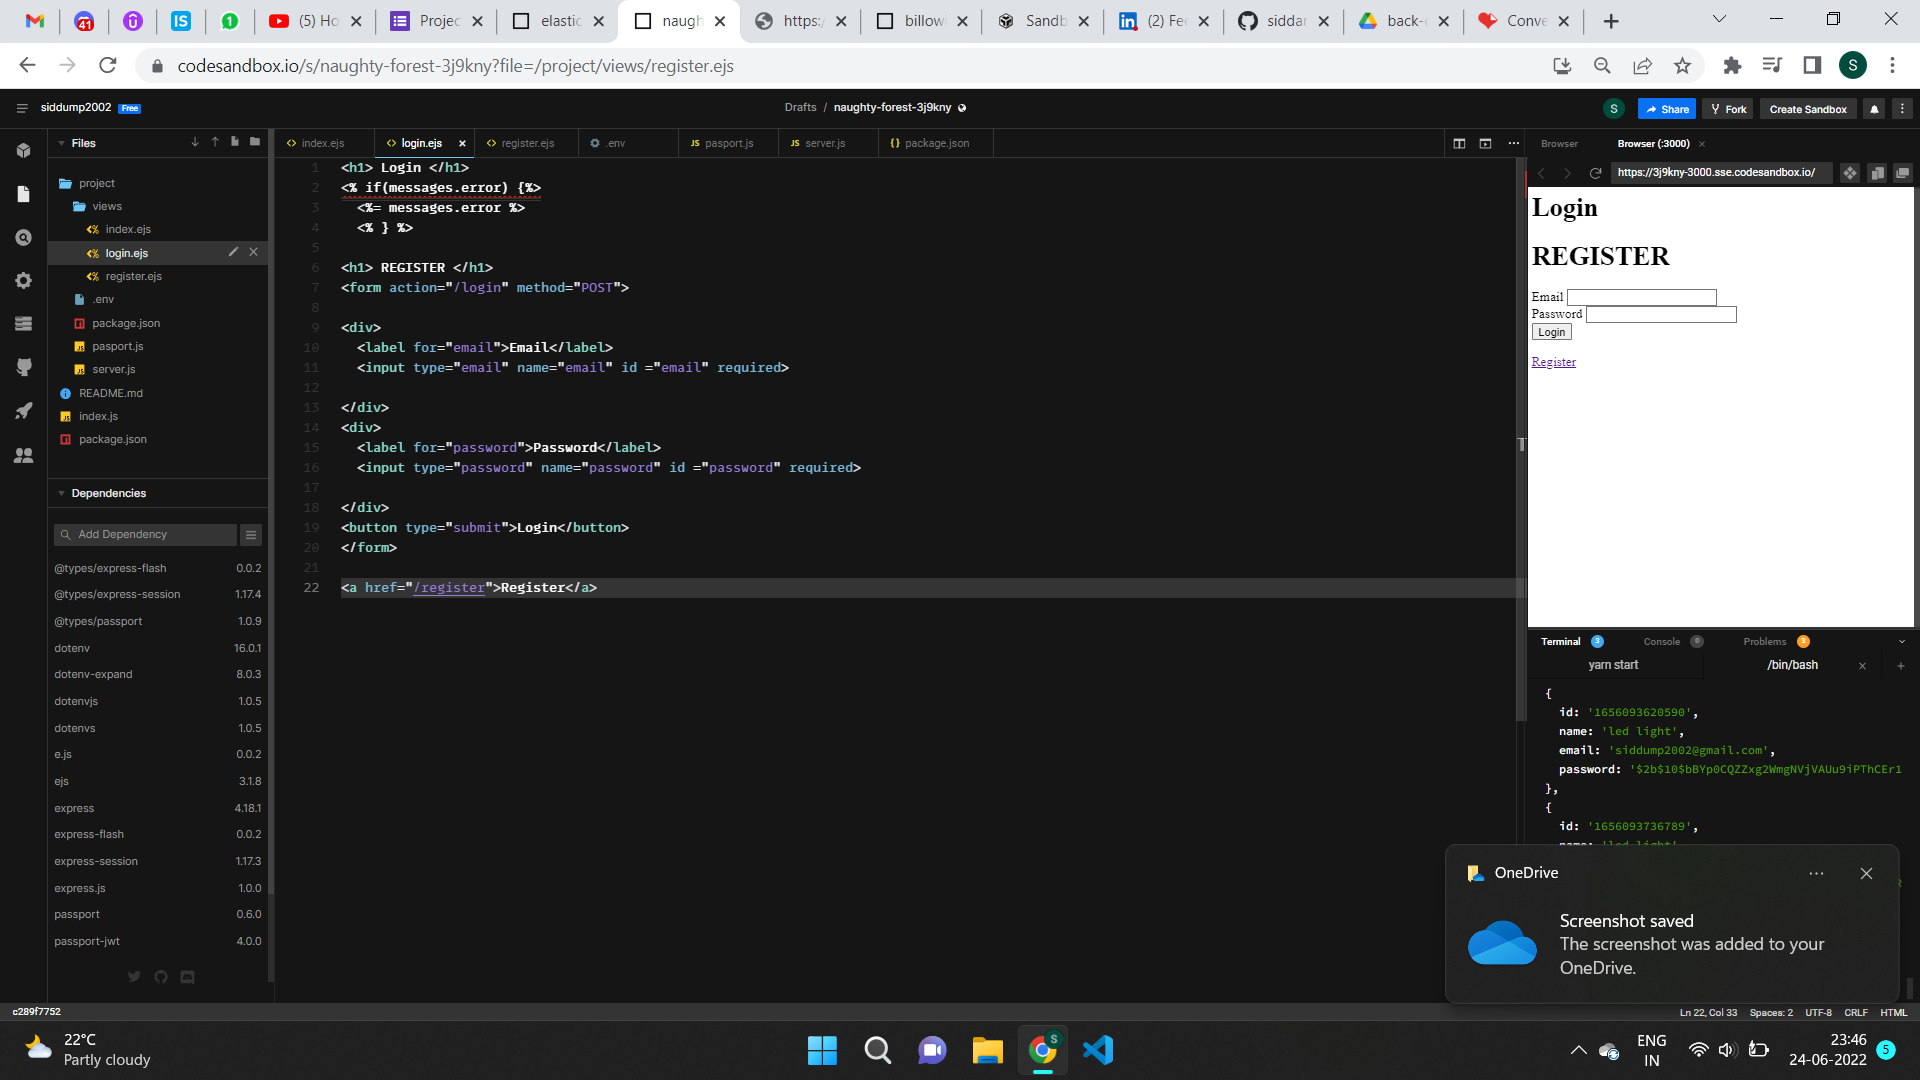 41
1
(5) Ho
Projec
elastic
naugh
https:/
billow
Sandb
(2) Fee
siddar
back-
Conve
codesandbox.io/s/naughty-forest-3j9kny?file=/project/views/register.ejs
S
siddump2002 Free
Drafts / naughty-forest-3j9kny
S
Share
Fork
Create Sandbox
Files
project
views
index.ejs
login.ejs
register.ejs
.env
package.json
pasport.js
server.js
README.md
index.js
package.json
Dependencies
Add Dependency
@types/express-flash 0.0.2
@types/express-session 1.17.4
@types/passport 1.0.9
dotenv 16.0.1
dotenv-expand 8.0.3
dotenvjs 1.0.5
dotenvs 1.0.5
e.js 0.0.2
ejs 3.1.8
express 4.18.1
express-flash 0.0.2
express-session 1.17.3
express.js 1.0.0
passport 0.6.0
passport-jwt 4.0.0
index.ejs login.ejs register.ejs .env JS pasport.js JS server.js {} package.json
1 <h1> Login </h1>
2 <% if(messages.error) {%>
3 <%= messages.error %>
4 <% } %>
5
6 <h1> REGISTER </h1>
7 <form action="/login" method="POST">
8
9 <div>
10 <label for="email">Email</label>
11 <input type="email" name="email" id ="email" required>
12
13 </div>
14 <div>
15 <label for="password">Password</label>
16 <input type="password" name="password" id ="password" required>
17
18 </div>
19 <button type="submit">Login</button>
20 </form>
21
22 <a href="/register">Register</a>
Browser Browser (:3000)
https://3j9kny-3000.sse.codesandbox.io/
Login
REGISTER
Email
Password
Login
Register
Terminal 3 Console 6 Problems 3
yarn start /bin/bash
{
id: '1656093620590',
name: 'led light',
email: 'siddump2002@gmail.com',
password: '$2b$10$bBYp0CQZZxg2WmgNVjVAUu9iPThCEr1
},
{
id: '1656093736789',
name: 'led light'
OneDrive
Screenshot saved
The screenshot was added to your
OneDrive.
c289f7752
Ln 22, Col 33 Spaces: 2 UTF-8 CRLF HTML
22°C
Partly cloudy
S
ENG
IN
23:46
24-06-2022
5